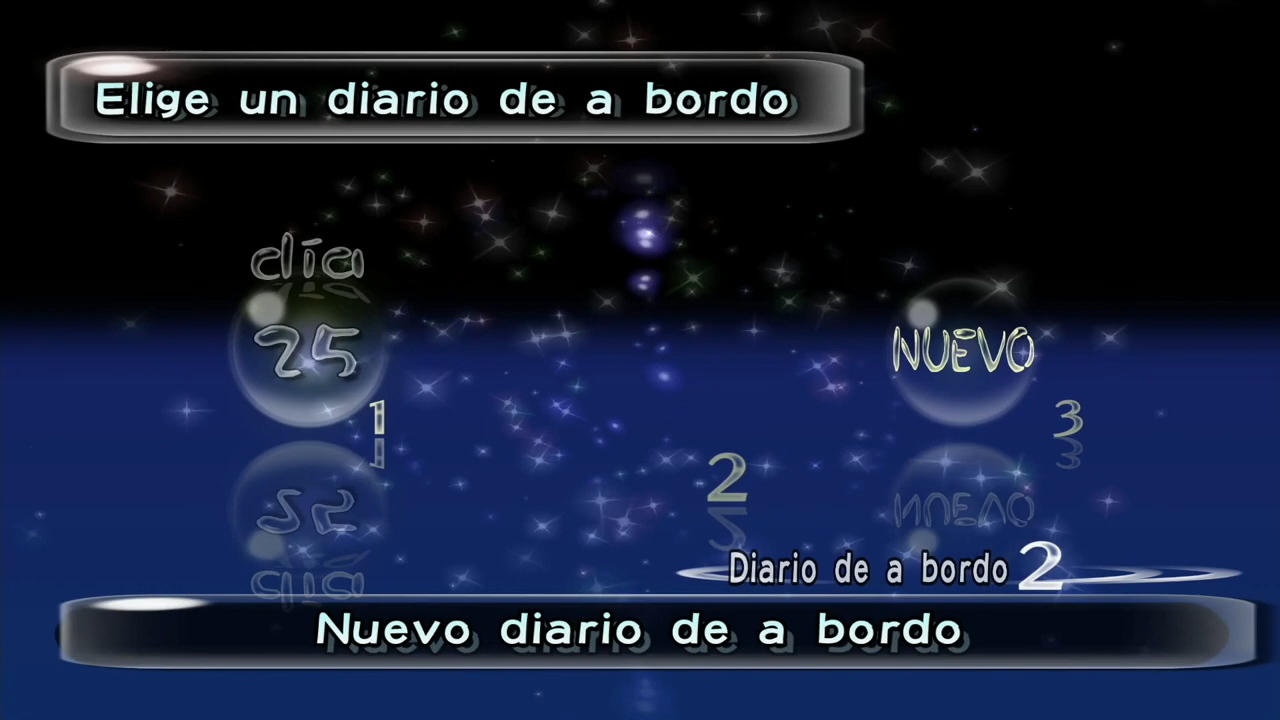 Elige un diario de a bordo
día
25
NUEVO
1
3
2
Diario de a bordo 2
Nuevo diario de a bordo